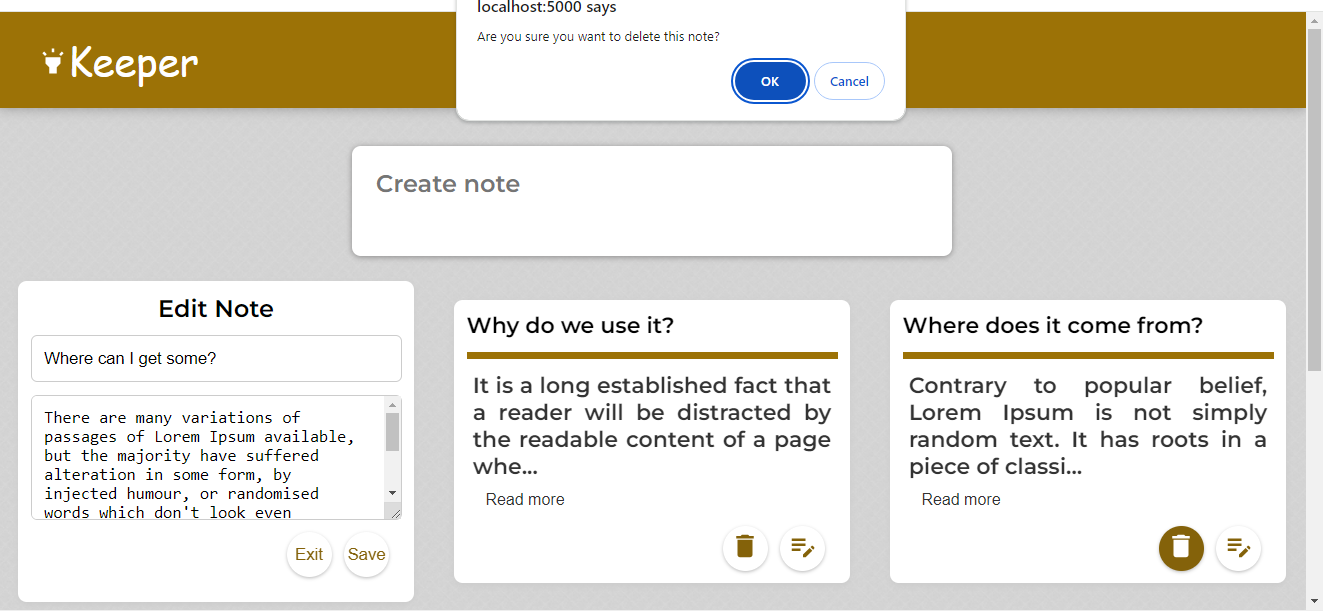 localhost:5000 says
Are you sure you want to delete this note?
OK
Cancel
Keeper
Create note
Edit Note
Where can I get some?
There are many variations of
passages of Lorem Ipsum available,
but the majority have suffered
alteration in some form, by
injected humour, or randomised
words which don't look even
Exit
Save
Why do we use it?
It is a long established fact that
a reader will be distracted by
the readable content of a page
whe...
Read more
Where does it come from?
Contrary to popular belief,
Lorem Ipsum is not simply
random text. It has roots in a
piece of classi...
Read more